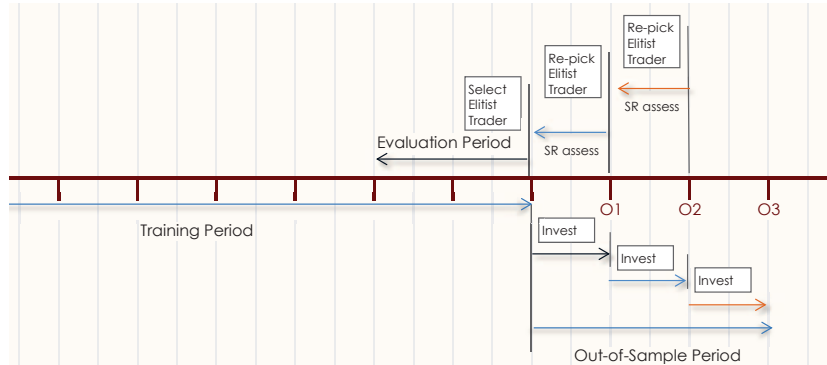 Re-pick
Elitist
Trader
Re-pick
Elitist
Trader
Select
Elitist
Trader
SR assess
Evaluation Period
SR assess
O1
O2
O3
Training Period
Invest
Invest
Invest
Out-of-Sample Period